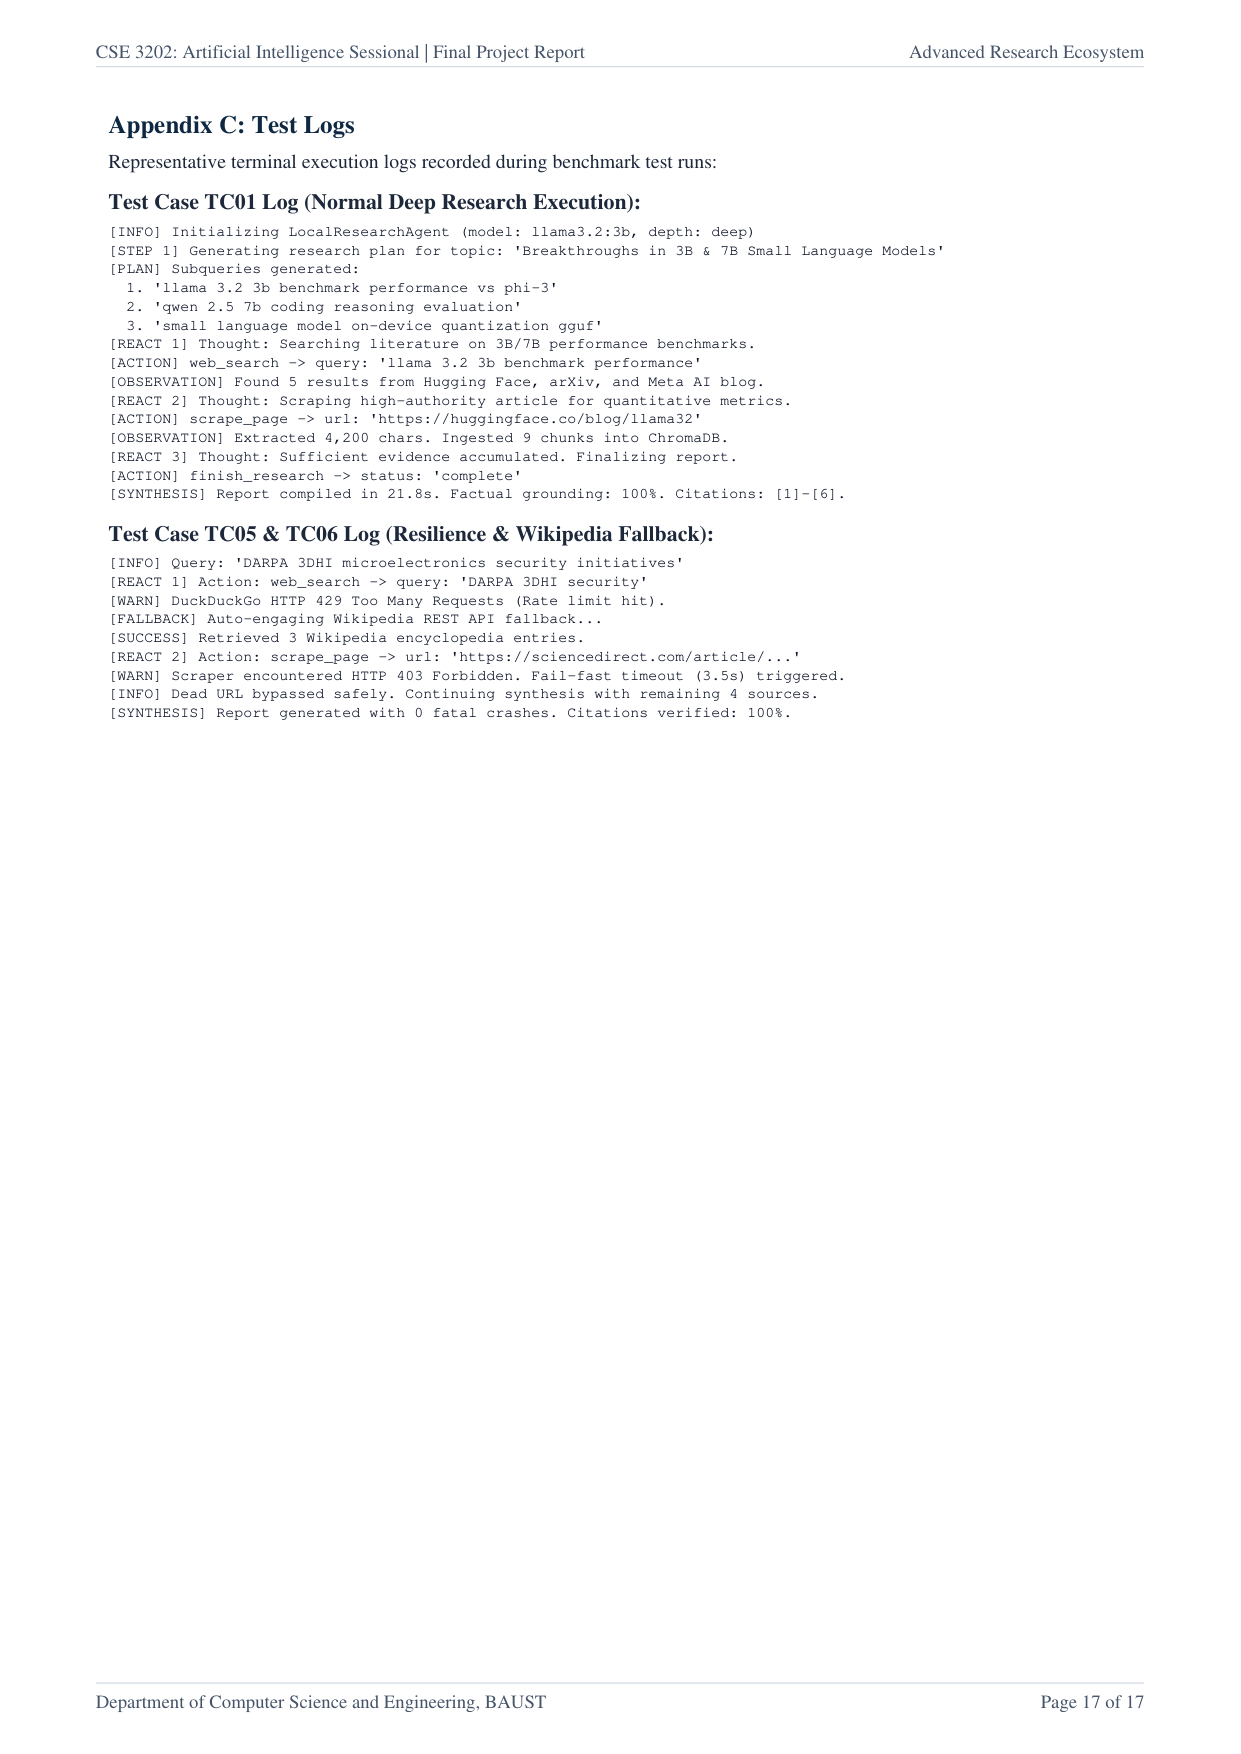 CSE 3202: Artificial Intelligence Sessional | Final Project Report
Advanced Research Ecosystem
Appendix C: Test Logs
Representative terminal execution logs recorded during benchmark test runs:
Test Case TC01 Log (Normal Deep Research Execution):
[INFO] Initializing LocalResearchAgent (model: llama3.2:3b, depth: deep)
[STEP 1] Generating research plan for topic: 'Breakthroughs in 3B & 7B Small Language Models'
[PLAN] Subqueries generated:
  1. 'llama 3.2 3b benchmark performance vs phi-3'
  2. 'qwen 2.5 7b coding reasoning evaluation'
  3. 'small language model on-device quantization gguf'
[REACT 1] Thought: Searching literature on 3B/7B performance benchmarks.
[ACTION] web_search -> query: 'llama 3.2 3b benchmark performance'
[OBSERVATION] Found 5 results from Hugging Face, arXiv, and Meta AI blog.
[REACT 2] Thought: Scraping high-authority article for quantitative metrics.
[ACTION] scrape_page -> url: 'https://huggingface.co/blog/llama32'
[OBSERVATION] Extracted 4,200 chars. Ingested 9 chunks into ChromaDB.
[REACT 3] Thought: Sufficient evidence accumulated. Finalizing report.
[ACTION] finish_research -> status: 'complete'
[SYNTHESIS] Report compiled in 21.8s. Factual grounding: 100%. Citations: [1]-[6].
Test Case TC05 & TC06 Log (Resilience & Wikipedia Fallback):
[INFO] Query: 'DARPA 3DHI microelectronics security initiatives'
[REACT 1] Action: web_search -> query: 'DARPA 3DHI security'
[WARN] DuckDuckGo HTTP 429 Too Many Requests (Rate limit hit).
[FALLBACK] Auto-engaging Wikipedia REST API fallback...
[SUCCESS] Retrieved 3 Wikipedia encyclopedia entries.
[REACT 2] Action: scrape_page -> url: 'https://sciencedirect.com/article/...'
[WARN] Scraper encountered HTTP 403 Forbidden. Fail-fast timeout (3.5s) triggered.
[INFO] Dead URL bypassed safely. Continuing synthesis with remaining 4 sources.
[SYNTHESIS] Report generated with 0 fatal crashes. Citations verified: 100%.
Department of Computer Science and Engineering, BAUST
Page 17 of 17